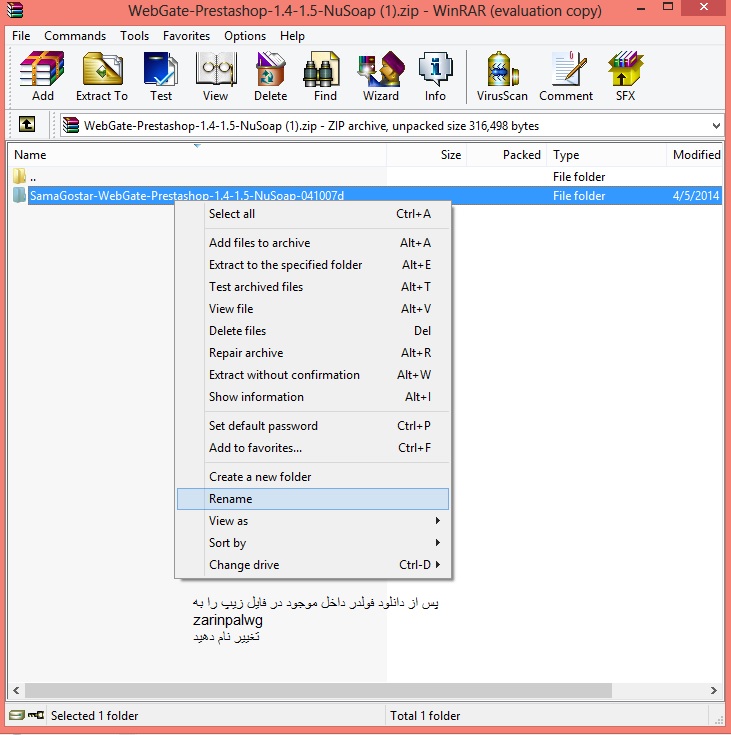 WebGate-Prestashop-1.4-1.5-NuSoap (1).zip - WinRAR (evaluation copy)
File Commands Tools Favorites Options Help
Add Extract To Test View Delete Find Wizard Info VirusScan Comment SFX
WebGate-Prestashop-1.4-1.5-NuSoap (1).zip - ZIP archive, unpacked size 316,498 bytes
Name Size Packed Type Modified
.. File folder
SamaGostar-WebGate-Prestashop-1.4-1.5-NuSoap-041007d File folder 4/5/2014
Select all Ctrl+A
Add files to archive Alt+A
Extract to the specified folder Alt+E
Test archived files Alt+T
View file Alt+V
Delete files Del
Repair archive Alt+R
Extract without confirmation Alt+W
Show information Alt+I
Set default password Ctrl+P
Add to favorites... Ctrl+F
Create a new folder
Rename
View as
Sort by
Change drive Ctrl-D
پس از دانلود فولدر داخل موجود در فایل زیپ را به
zarinpalwg
تغییر نام دهید
Selected 1 folder Total 1 folder